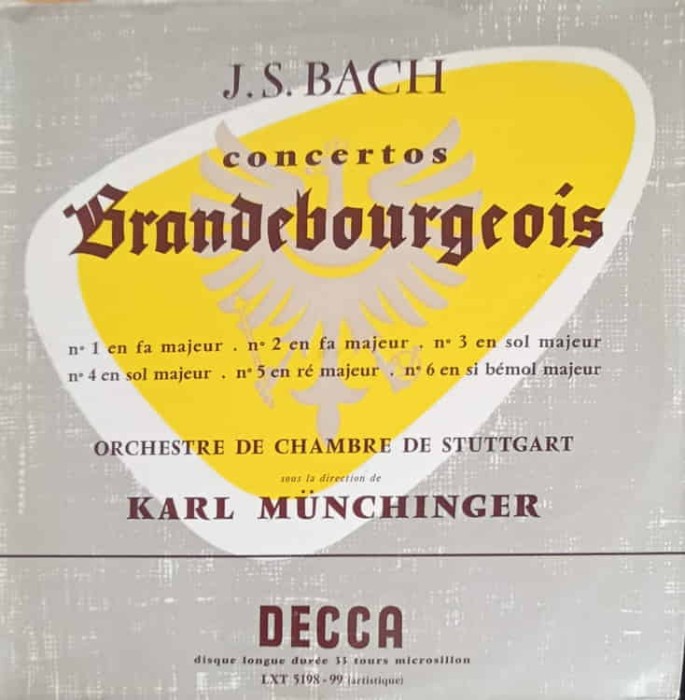 J.S. BACH
concertos
Brandebourgeois
n° 1 en fa majeur . n° 2 en fa majeur . n° 3 en sol majeur
n° 4 en sol majeur . n° 5 en ré majeur . n° 6 en si bémol majeur
ORCHESTRE DE CHAMBRE DE STUTTGART
sous la direction de
KARL MÜNCHINGER
DECCA
disque longue durée 33 tours microsillon
LXT 5198-99 (artistique)